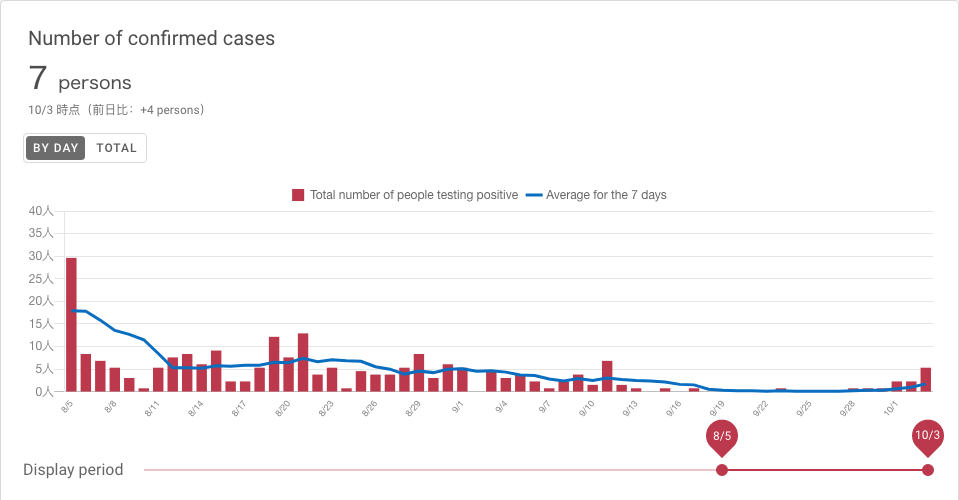 Number of confirmed cases
7 persons
10/3 時点（前日比：+4 persons）
BY DAY TOTAL
Total number of people testing positive Average for the 7 days
40人
35人
30人
25人
20人
15人
10人
5人
0人
8/5 8/8 8/11 8/14 8/17 8/20 8/23 8/26 8/29 9/1 9/4 9/7 9/10 9/13 9/16 9/19 9/22 9/25 9/28 10/1
8/5 10/3
Display period